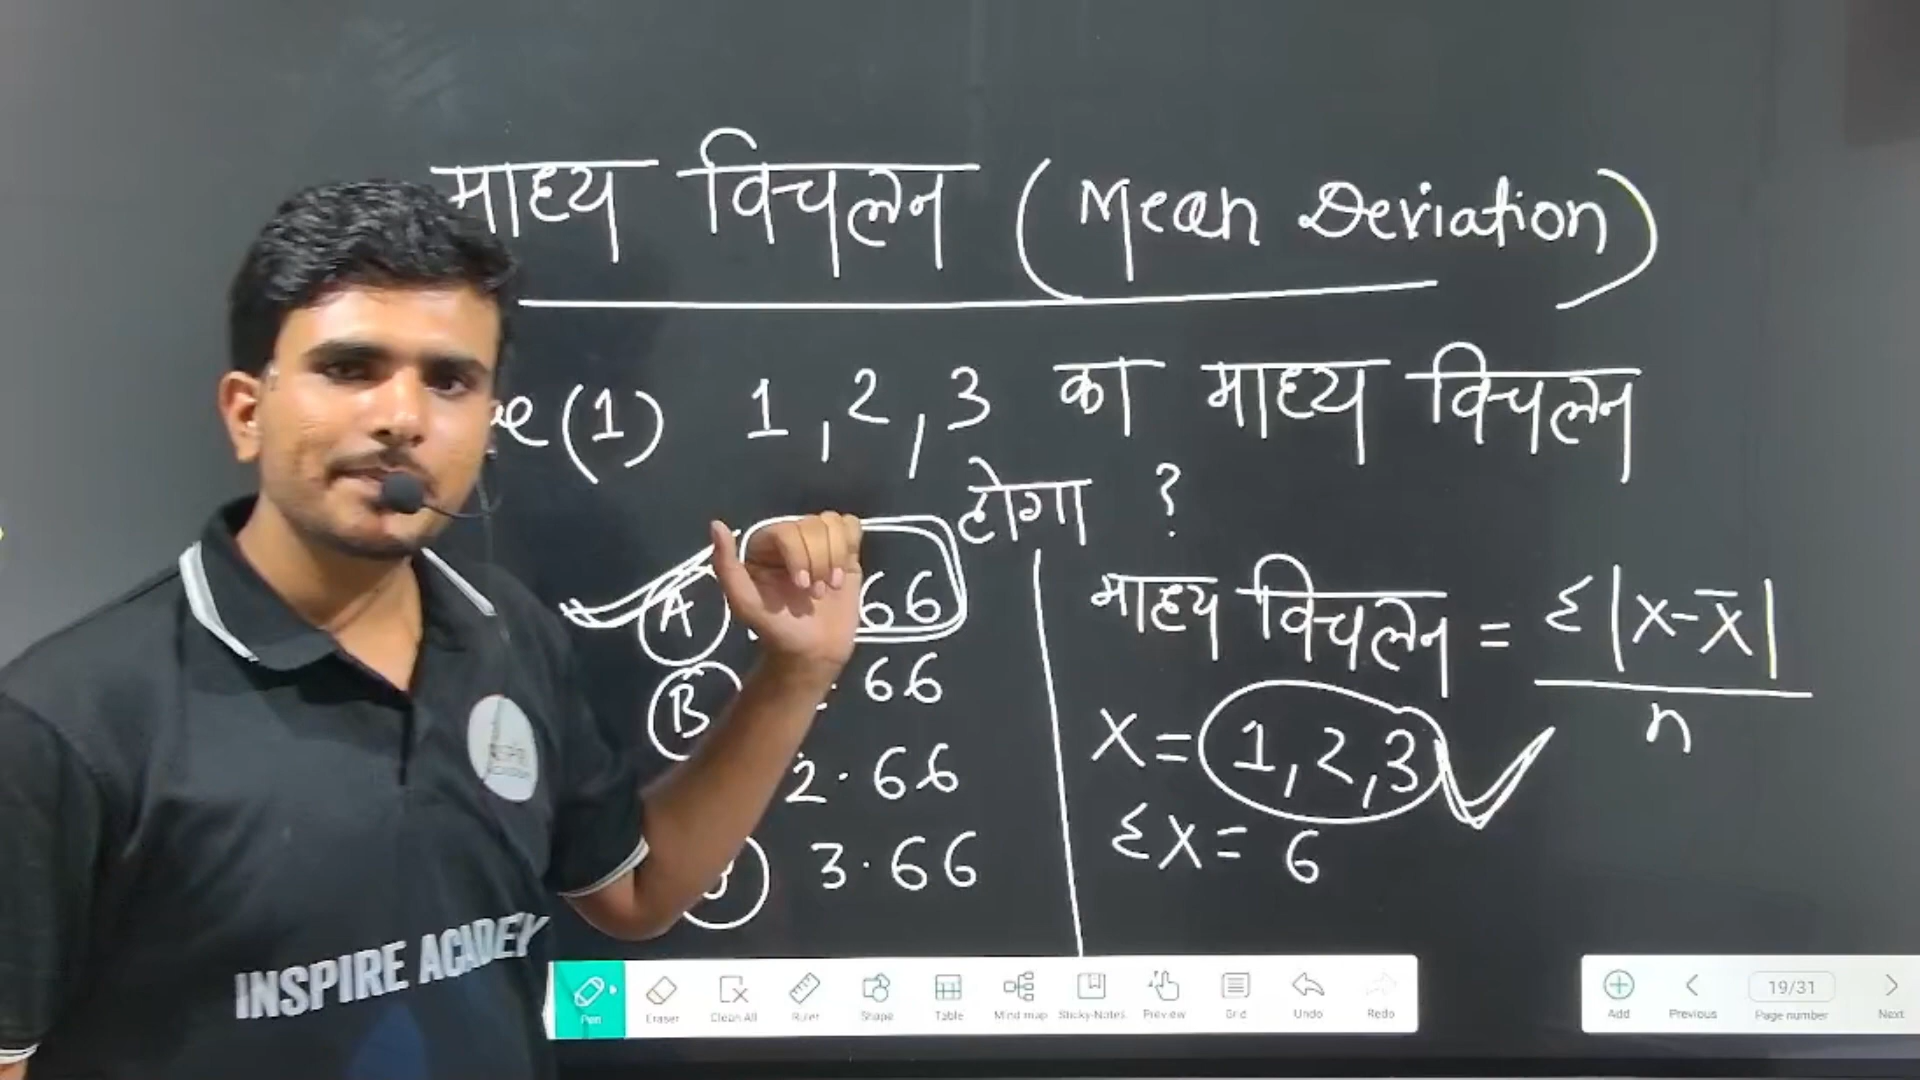 माध्य विचलन (Mean Deviation)
(1) 1, 2, 3 का माध्य विचलन
होगा ?
(A) 66
(B) .66
2.66
3.66
माध्य विचलन = Σ|x-x̄|
n
X = 1, 2, 3
ΣX = 6
INSPIRE ACADEY
Pen Eraser Clean All Ruler Shape Table Mind map Sticky-Notes Preview Grid Undo Redo
Add Previous 19/31 Page number Next